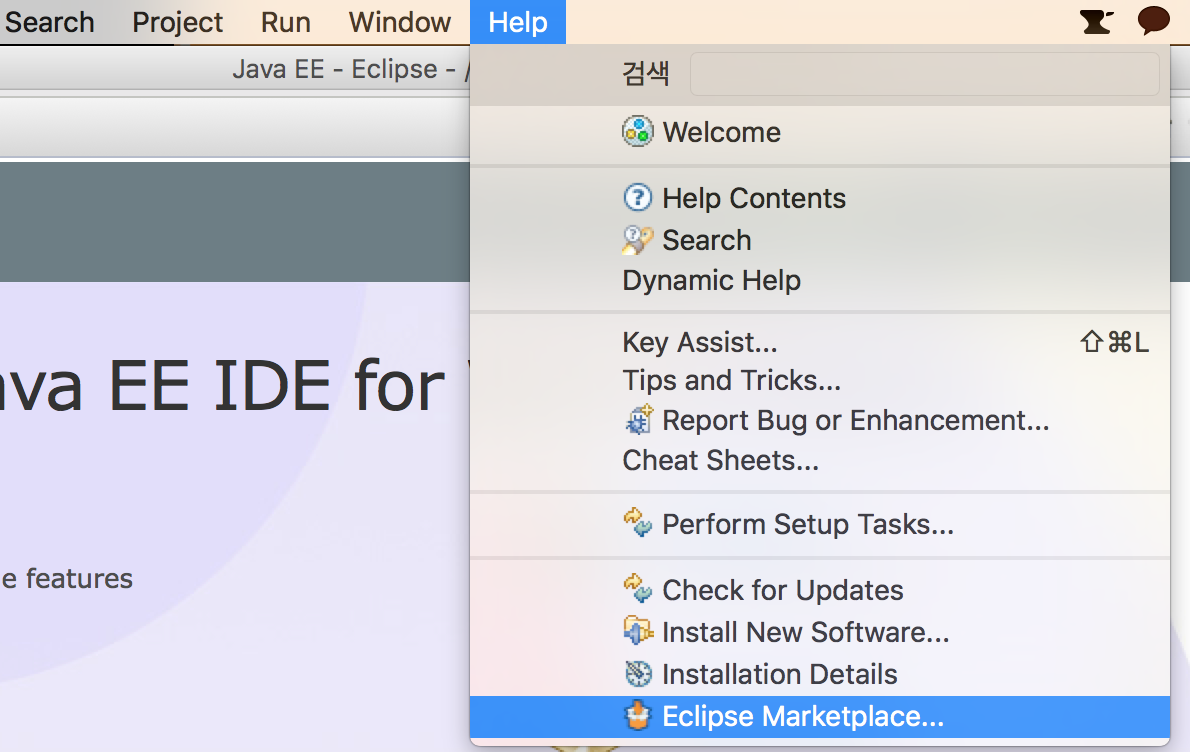 Search Project Run Window Help
Java EE - Eclipse - /
검색
Welcome
Help Contents
Search
Dynamic Help
ava EE IDE for
Key Assist... ⇧⌘L
Tips and Tricks...
Report Bug or Enhancement...
Cheat Sheets...
Perform Setup Tasks...
e features
Check for Updates
Install New Software...
Installation Details
Eclipse Marketplace...